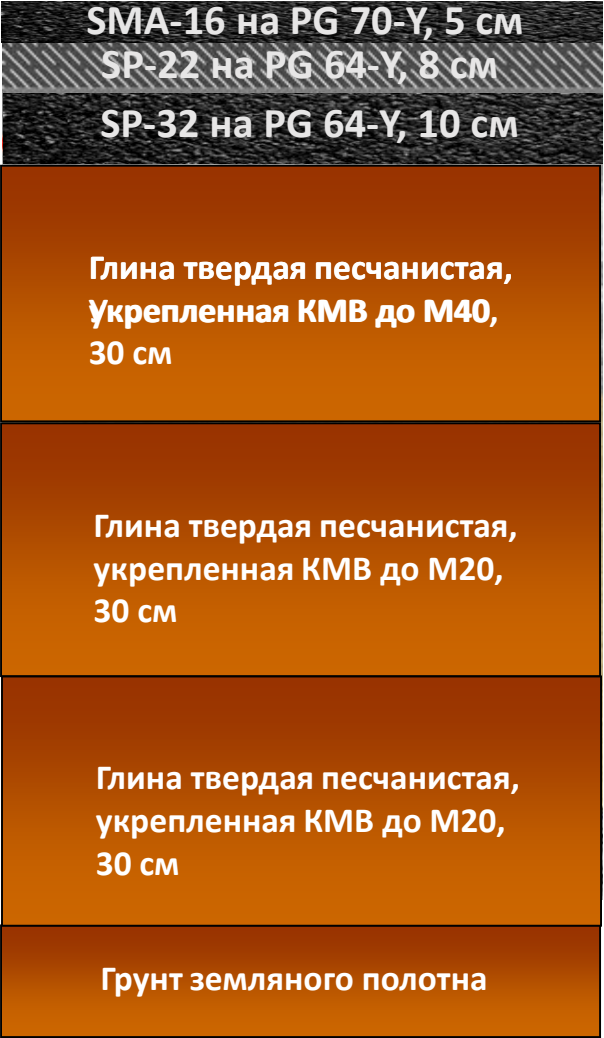 SMA-16 на PG 70-Y, 5 см
SP-22 на PG 64-Y, 8 см
SP-32 на PG 64-Y, 10 см
Глина твердая песчанистая,
Укрепленная КМВ до М40,
30 см
Глина твердая песчанистая,
укрепленная КМВ до М20,
30 см
Глина твердая песчанистая,
укрепленная КМВ до М20,
30 см
Грунт земляного полотна